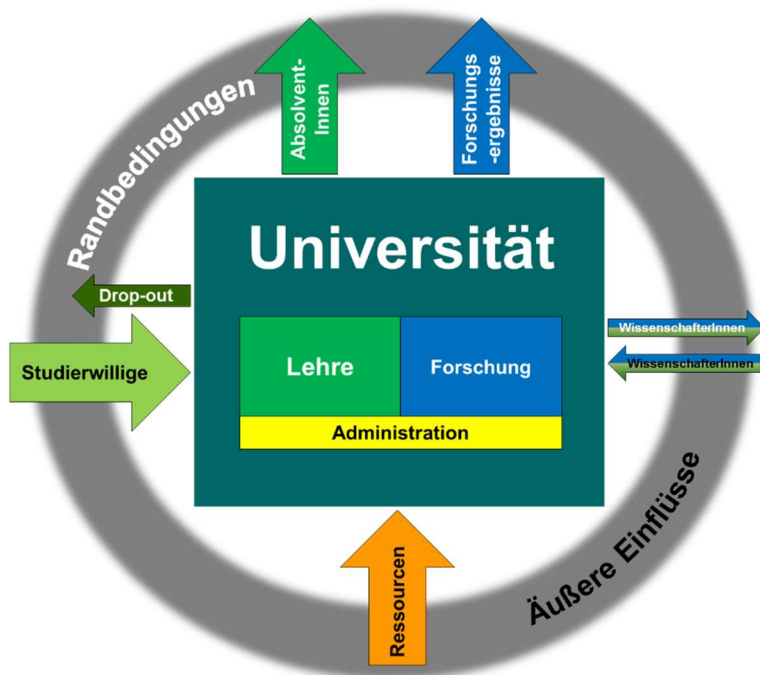 Absolvent-
Innen
Forschungs
-ergebnisse
Randbedingungen
Universität
Drop-out
WissenschafterInnen
Studierwillige
Lehre
Forschung
WissenschafterInnen
Administration
Äußere Einflüsse
Ressourcen